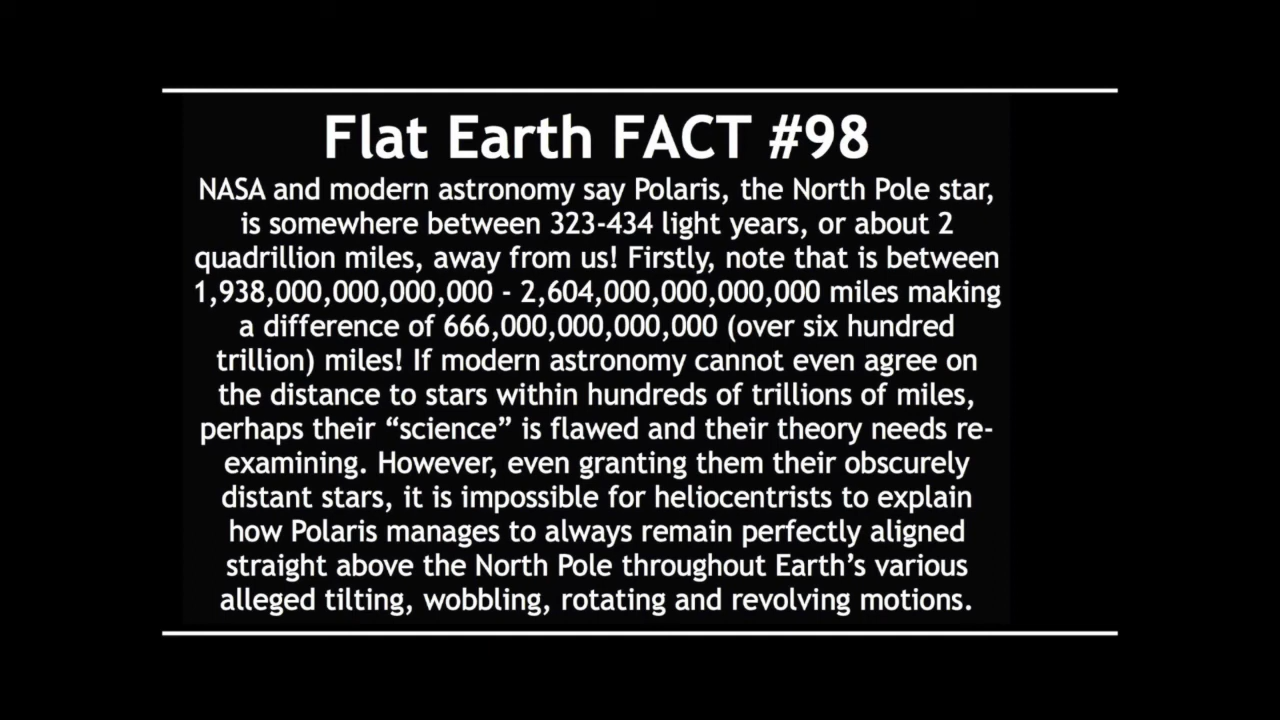 Flat Earth FACT #98
NASA and modern astronomy say Polaris, the North Pole star,
is somewhere between 323-434 light years, or about 2
quadrillion miles, away from us! Firstly, note that is between
1,938,000,000,000,000 - 2,604,000,000,000,000 miles making
a difference of 666,000,000,000,000 (over six hundred
trillion) miles! If modern astronomy cannot even agree on
the distance to stars within hundreds of trillions of miles,
perhaps their “science” is flawed and their theory needs re-
examining. However, even granting them their obscurely
distant stars, it is impossible for heliocentrists to explain
how Polaris manages to always remain perfectly aligned
straight above the North Pole throughout Earth’s various
alleged tilting, wobbling, rotating and revolving motions.